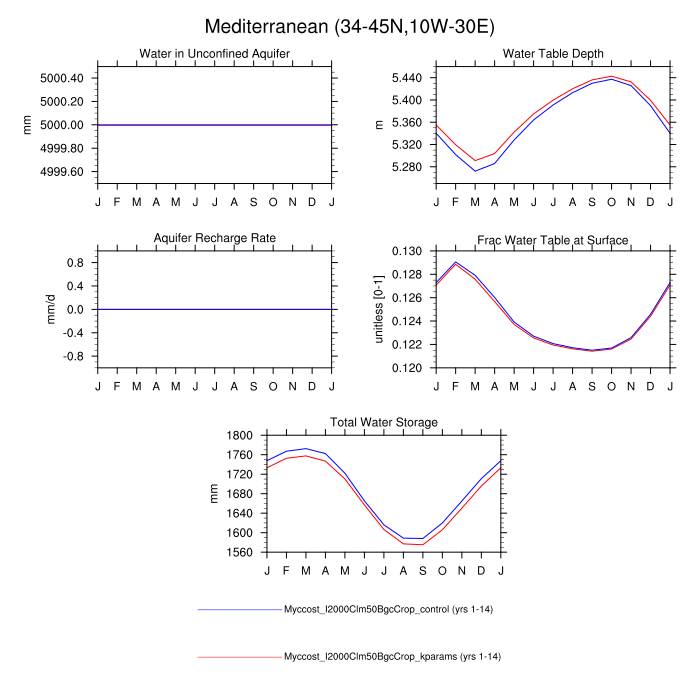 Mediterranean (34-45N,10W-30E)
Water in Unconfined Aquifer
5000.40
5000.20
5000.00
4999.80
4999.60
mm
J F M A M J J A S O N D J
Water Table Depth
5.440
5.400
5.360
5.320
5.280
m
J F M A M J J A S O N D J
Aquifer Recharge Rate
0.8
0.4
0.0
-0.4
-0.8
mm/d
J F M A M J J A S O N D J
Frac Water Table at Surface
0.130
0.128
0.126
0.124
0.122
0.120
unitless [0-1]
J F M A M J J A S O N D J
Total Water Storage
1800
1760
1720
1680
1640
1600
1560
mm
J F M A M J J A S O N D J
Myccost_I2000Clm50BgcCrop_control (yrs 1-14)
Myccost_I2000Clm50BgcCrop_kparams (yrs 1-14)